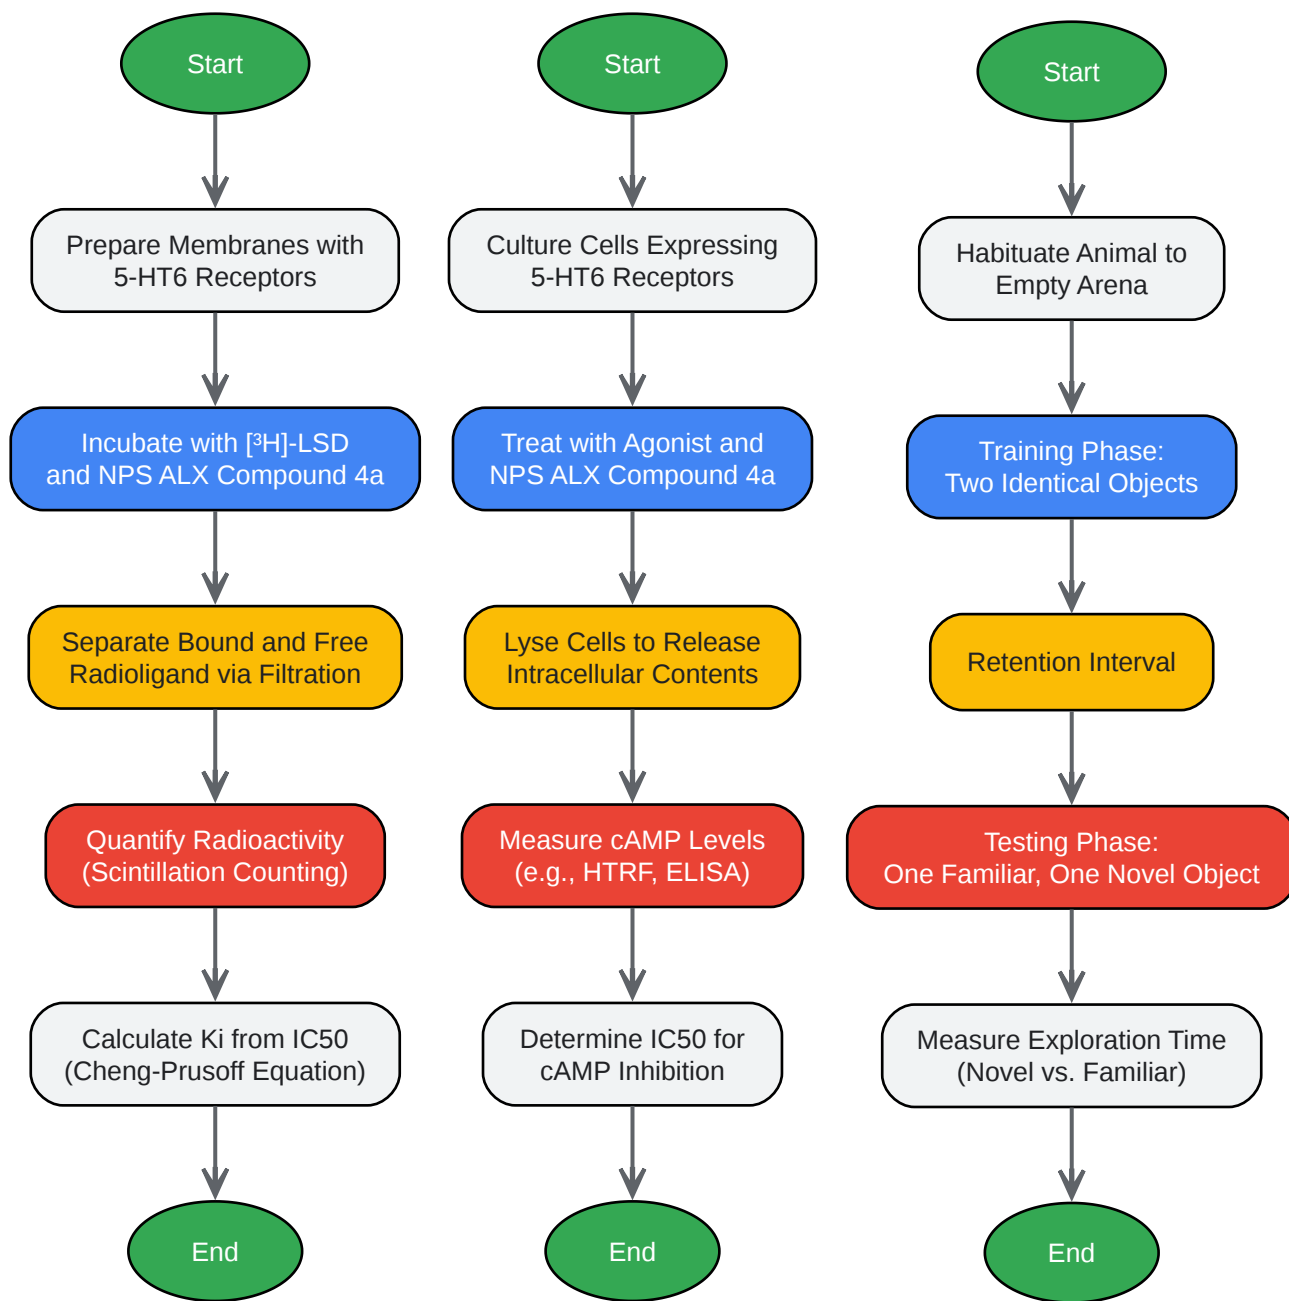 Start
Prepare Membranes with
5-HT6 Receptors
Incubate with [³H]-LSD
and NPS ALX Compound 4a
Separate Bound and Free
Radioligand via Filtration
Quantify Radioactivity
(Scintillation Counting)
Calculate Ki from IC50
(Cheng-Prusoff Equation)
End
Start
Culture Cells Expressing
5-HT6 Receptors
Treat with Agonist and
NPS ALX Compound 4a
Lyse Cells to Release
Intracellular Contents
Measure cAMP Levels
(e.g., HTRF, ELISA)
Determine IC50 for
cAMP Inhibition
End
Start
Habituate Animal to
Empty Arena
Training Phase:
Two Identical Objects
Retention Interval
Testing Phase:
One Familiar, One Novel Object
Measure Exploration Time
(Novel vs. Familiar)
End